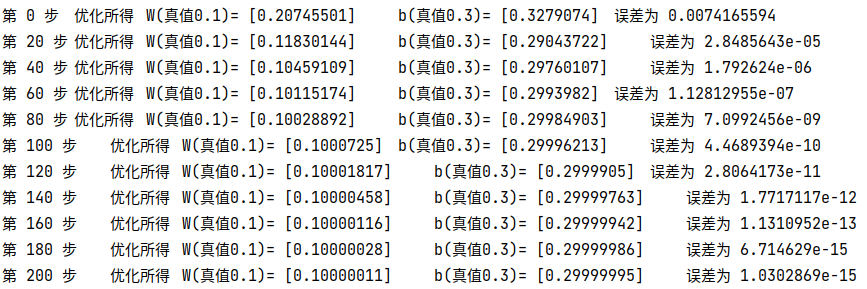 第 0 步 优化所得 W(真值0.1)= [0.20745501] b(真值0.3)= [0.3279074] 误差为 0.0074165594
第 20 步 优化所得 W(真值0.1)= [0.11830144] b(真值0.3)= [0.29043722] 误差为 2.8485643e-05
第 40 步 优化所得 W(真值0.1)= [0.10459109] b(真值0.3)= [0.29760107] 误差为 1.792624e-06
第 60 步 优化所得 W(真值0.1)= [0.10115174] b(真值0.3)= [0.2993982] 误差为 1.12812955e-07
第 80 步 优化所得 W(真值0.1)= [0.10028892] b(真值0.3)= [0.29984903] 误差为 7.0992456e-09
第 100 步 优化所得 W(真值0.1)= [0.1000725] b(真值0.3)= [0.29996213] 误差为 4.4689394e-10
第 120 步 优化所得 W(真值0.1)= [0.10001817] b(真值0.3)= [0.2999905] 误差为 2.8064173e-11
第 140 步 优化所得 W(真值0.1)= [0.10000458] b(真值0.3)= [0.29999763] 误差为 1.7717117e-12
第 160 步 优化所得 W(真值0.1)= [0.10000116] b(真值0.3)= [0.29999942] 误差为 1.1310952e-13
第 180 步 优化所得 W(真值0.1)= [0.10000028] b(真值0.3)= [0.29999986] 误差为 6.714629e-15
第 200 步 优化所得 W(真值0.1)= [0.10000011] b(真值0.3)= [0.29999995] 误差为 1.0302869e-15